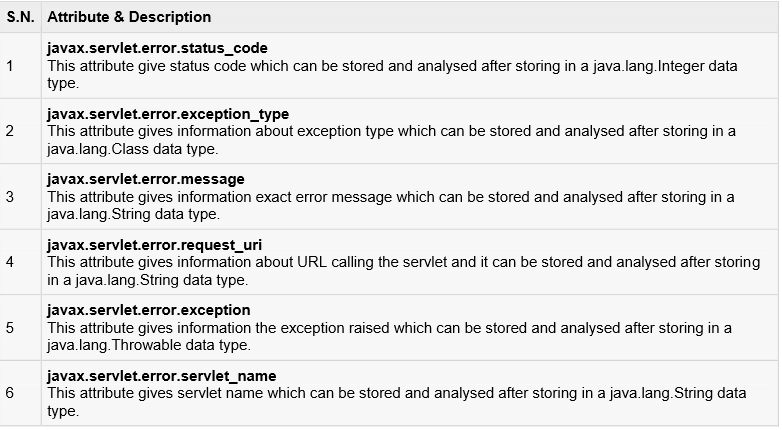 S.N. Attribute & Description
javax.servlet.error.status_code
1 This attribute give status code which can be stored and analysed after storing in a java.lang.Integer data
type.
javax.servlet.error.exception_type
2 This attribute gives information about exception type which can be stored and analysed after storing in a
java.lang.Class data type.
javax.servlet.error.message
3 This attribute gives information exact error message which can be stored and analysed after storing in a
java.lang.String data type.
javax.servlet.error.request_uri
4 This attribute gives information about URL calling the servlet and it can be stored and analysed after storing
in a java.lang.String data type.
javax.servlet.error.exception
5 This attribute gives information the exception raised which can be stored and analysed after storing in a
java.lang.Throwable data type.
javax.servlet.error.servlet_name
6 This attribute gives servlet name which can be stored and analysed after storing in a java.lang.String data
type.